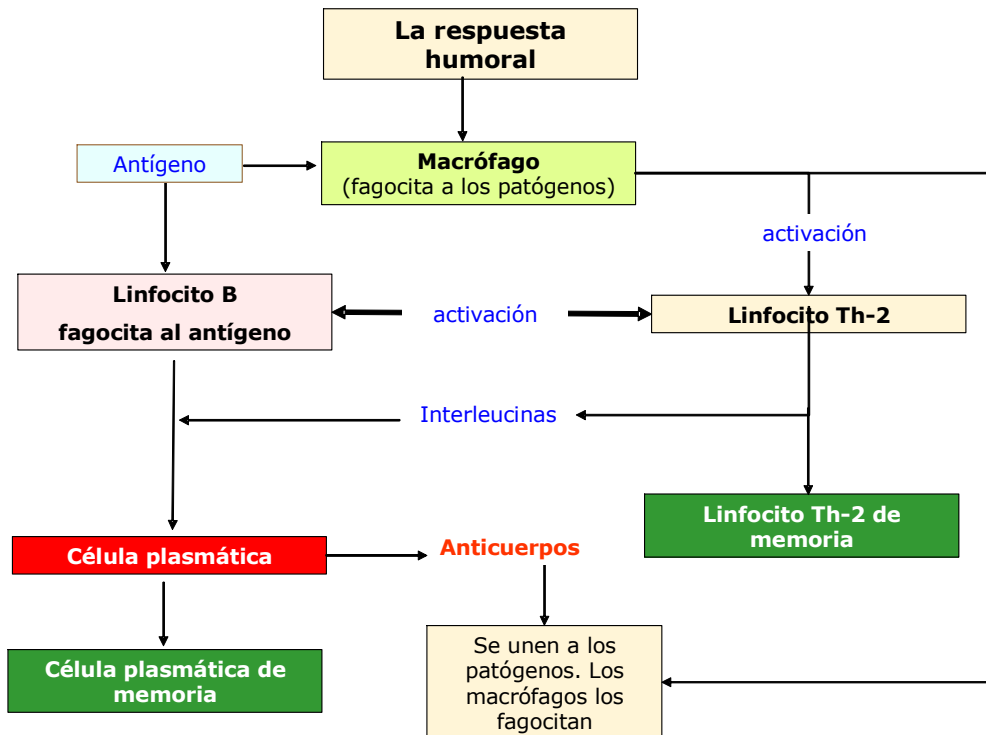 La respuesta
humoral
Antígeno
Macrófago
(fagocita a los patógenos)
activación
Linfocito B
fagocita al antígeno
activación
Linfocito Th-2
Interleucinas
Linfocito Th-2 de
memoria
Célula plasmática
Anticuerpos
Célula plasmática de
memoria
Se unen a los
patógenos. Los
macrófagos los
fagocitan